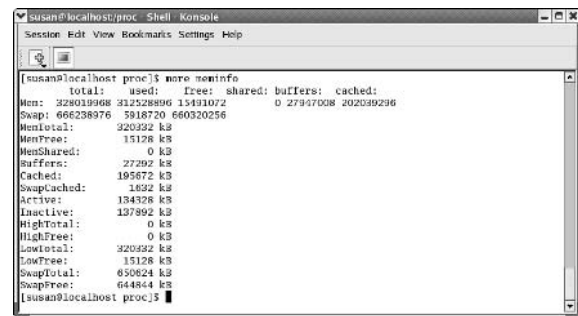 susan@localhost:/proc - Shell - Konsole
Session Edit View Bookmarks Settings Help
[susan@localhost proc]$ more meminfo
total: used: free: shared: buffers: cached:
Mem: 328019968 312528896 15491072 0 27947008 202039296
Swap: 666238976 5918720 660320256
MemTotal: 320332 kB
MemFree: 15128 kB
MemShared: 0 kB
Buffers: 27292 kB
Cached: 195672 kB
SwapCached: 1632 kB
Active: 134328 kB
Inactive: 137892 kB
HighTotal: 0 kB
HighFree: 0 kB
LowTotal: 320332 kB
LowFree: 15128 kB
SwapTotal: 650624 kB
SwapFree: 644844 kB
[susan@localhost proc]$